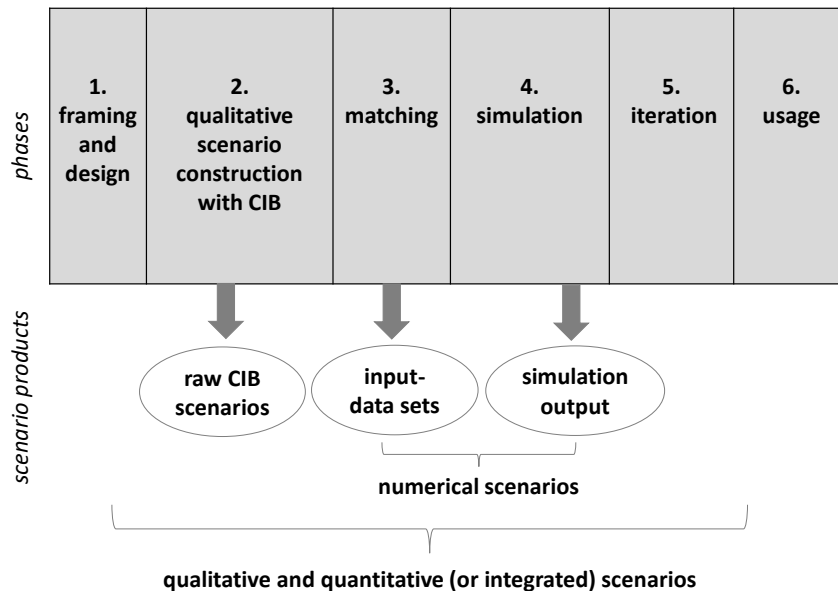 phases
1.
framing
and
design
2.
qualitative
scenario
construction
with CIB
3.
matching
4.
simulation
5.
iteration
6.
usage
scenario products
raw CIB
scenarios
input-
data sets
simulation
output
numerical scenarios
qualitative and quantitative (or integrated) scenarios